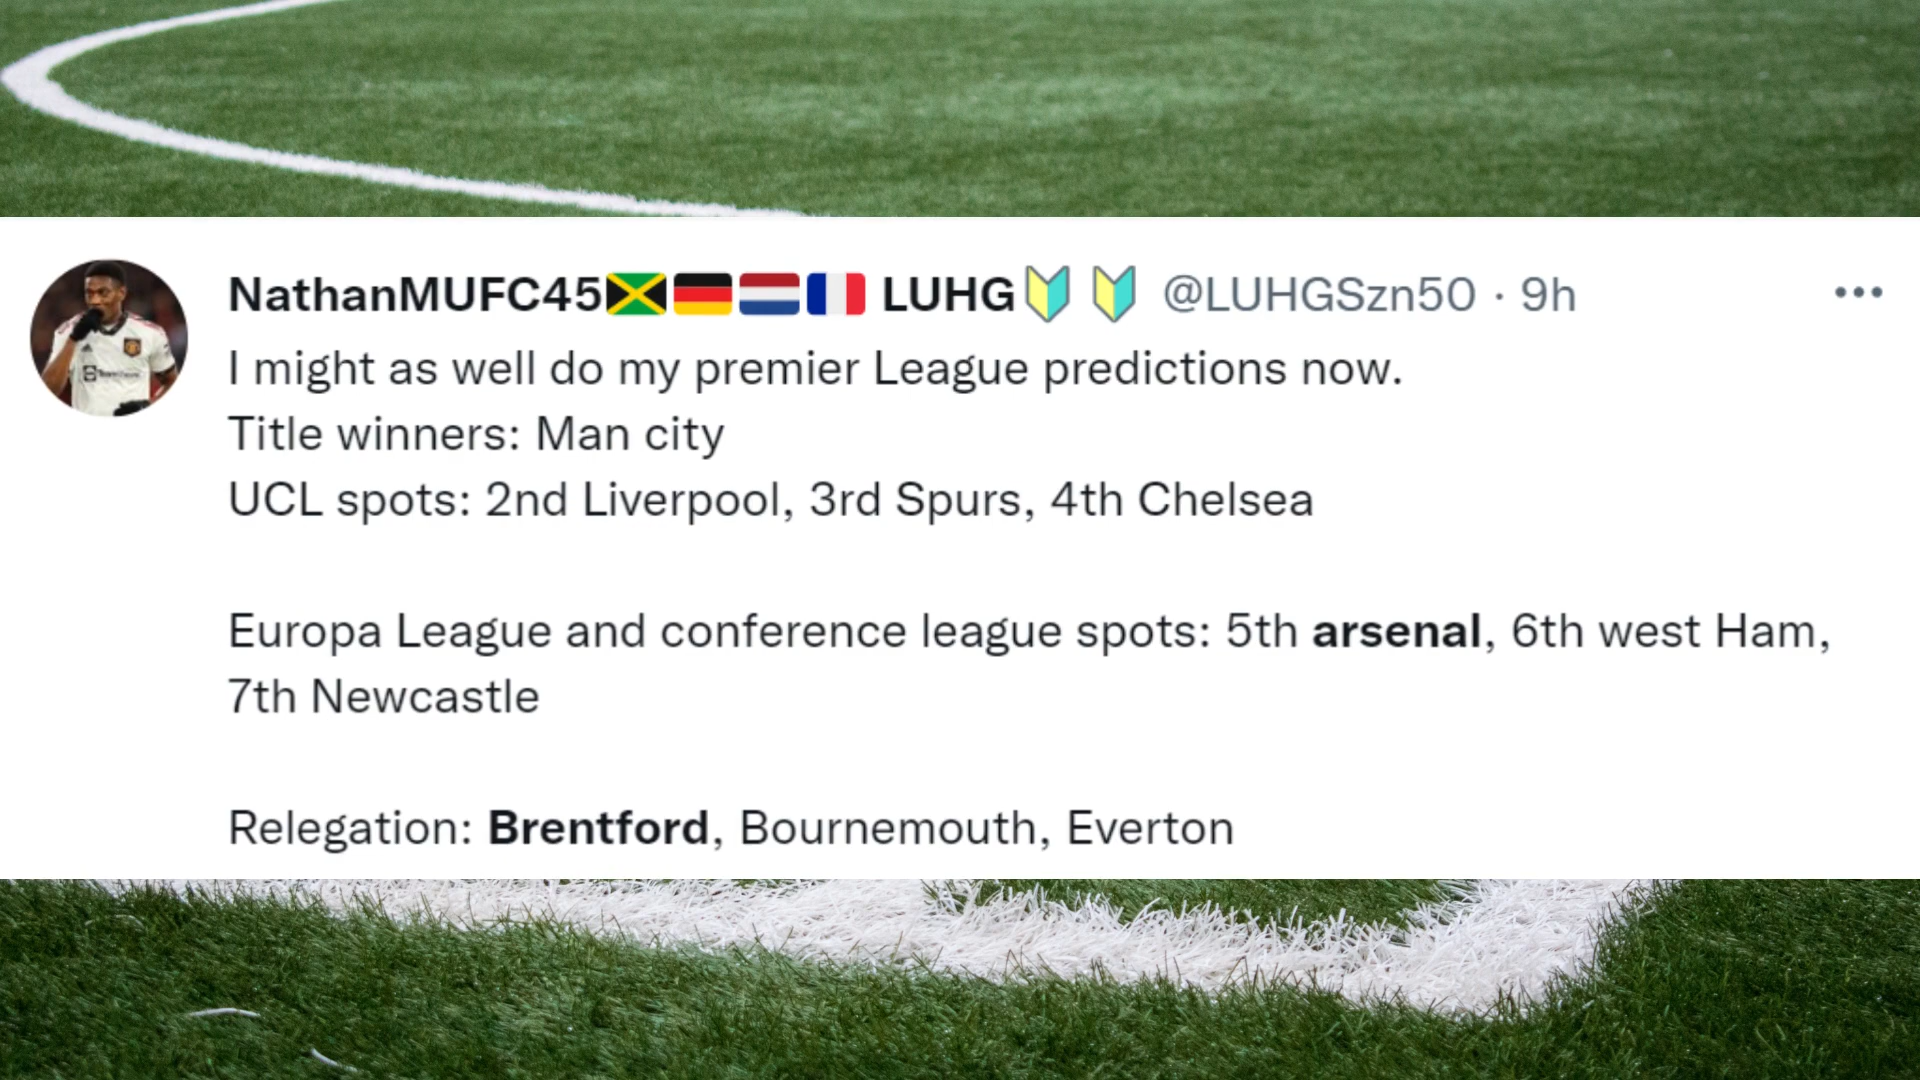 NathanMUFC45🇯🇲🇩🇪🇳🇱🇫🇷 LUHG🔰🔰 @LUHGSzn50 · 9h
I might as well do my premier League predictions now.
Title winners: Man city
UCL spots: 2nd Liverpool, 3rd Spurs, 4th Chelsea
Europa League and conference league spots: 5th arsenal, 6th west Ham,
7th Newcastle
Relegation: Brentford, Bournemouth, Everton